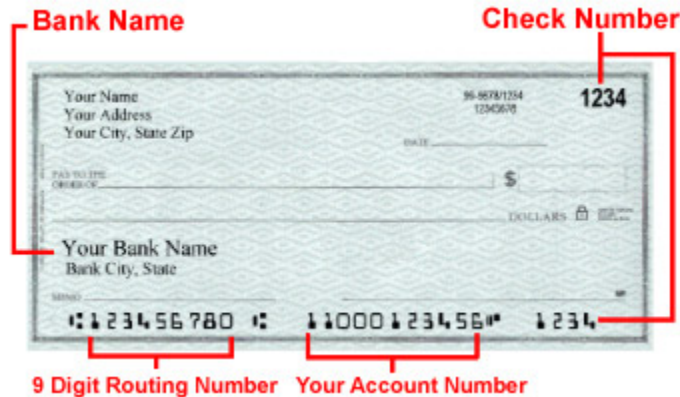 Bank Name
Check Number
Your Name
Your Address
Your City, State Zip
1234
DATE
PAY TO THE
ORDER OF
$
DOLLARS
Your Bank Name
Bank City, State
MEMO
⑆123456780⑆ 11000123456⑈ 1234
9 Digit Routing Number Your Account Number